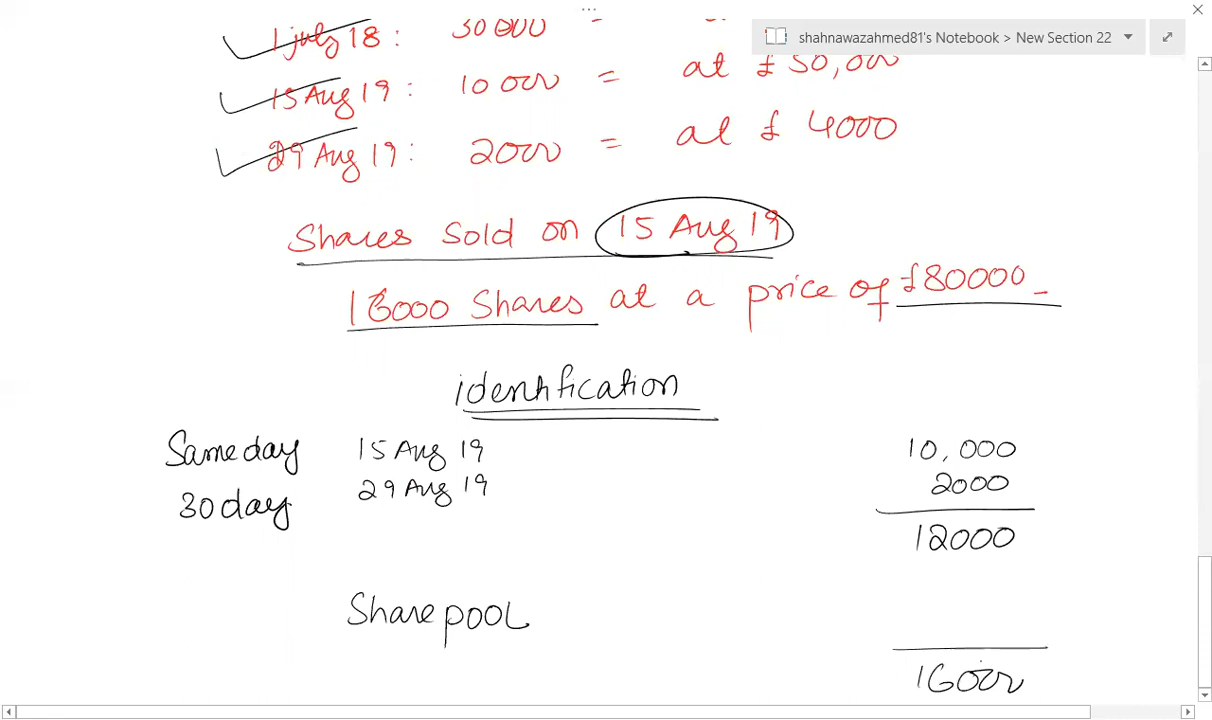 shahnawazahmed81's Notebook > New Section 22
1 july 18 : 30000 =
15 Aug 19 : 10000 = at £ 50,000
29 Aug 19 : 2000 = at £ 4000
Shares sold on 15 Aug 19
16000 Shares at a price of £80000
identification
Same day 15 Aug 19 10,000
30 day 29 Aug 19 2000
12000
Share pool
16000